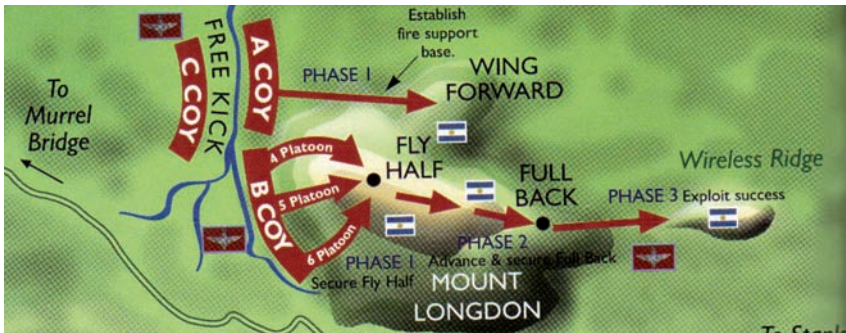 Establish
fire support
base.
FREE KICK
A COY
C COY
PHASE I
WING
FORWARD
To
Murrel
Bridge
4 Platoon
FLY
HALF
5 Platoon
B COY
6 Platoon
FULL
BACK
Wireless Ridge
PHASE 3 Exploit success
PHASE I
Secure Fly Half
PHASE 2
Advance & secure Full Back
MOUNT
LONGDON